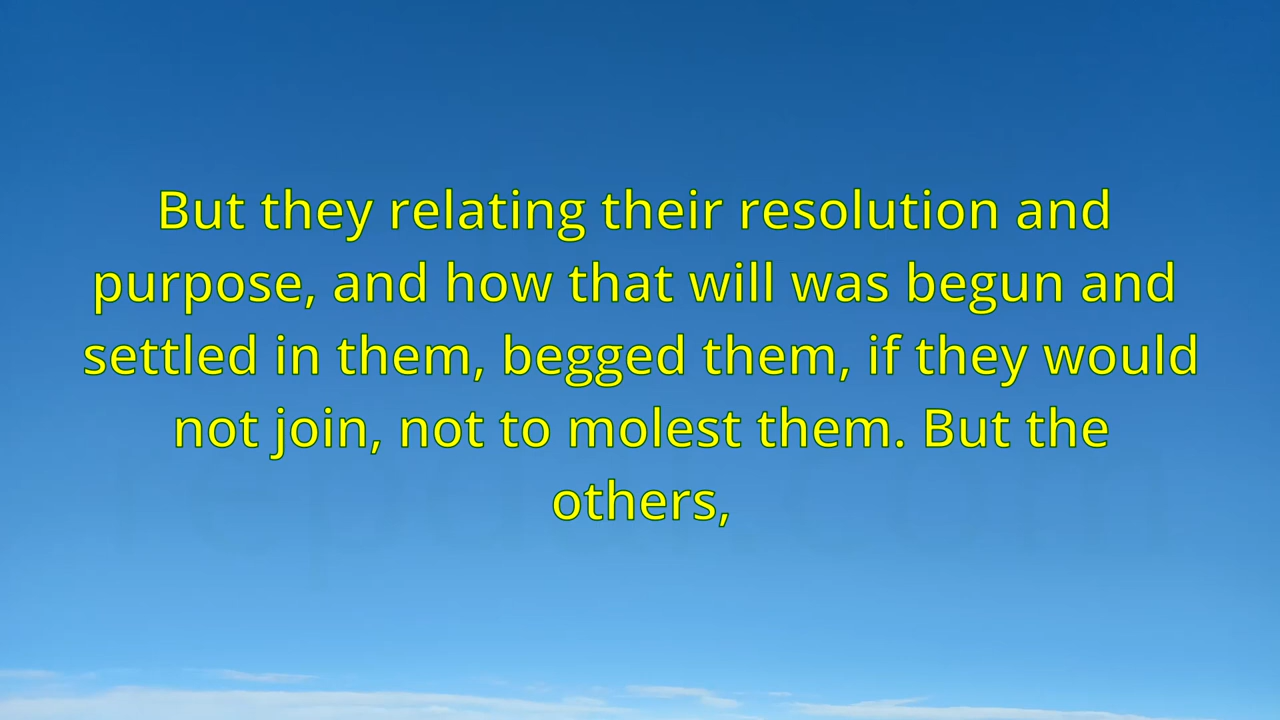 But they relating their resolution and
purpose, and how that will was begun and
settled in them, begged them, if they would
not join, not to molest them. But the
others,